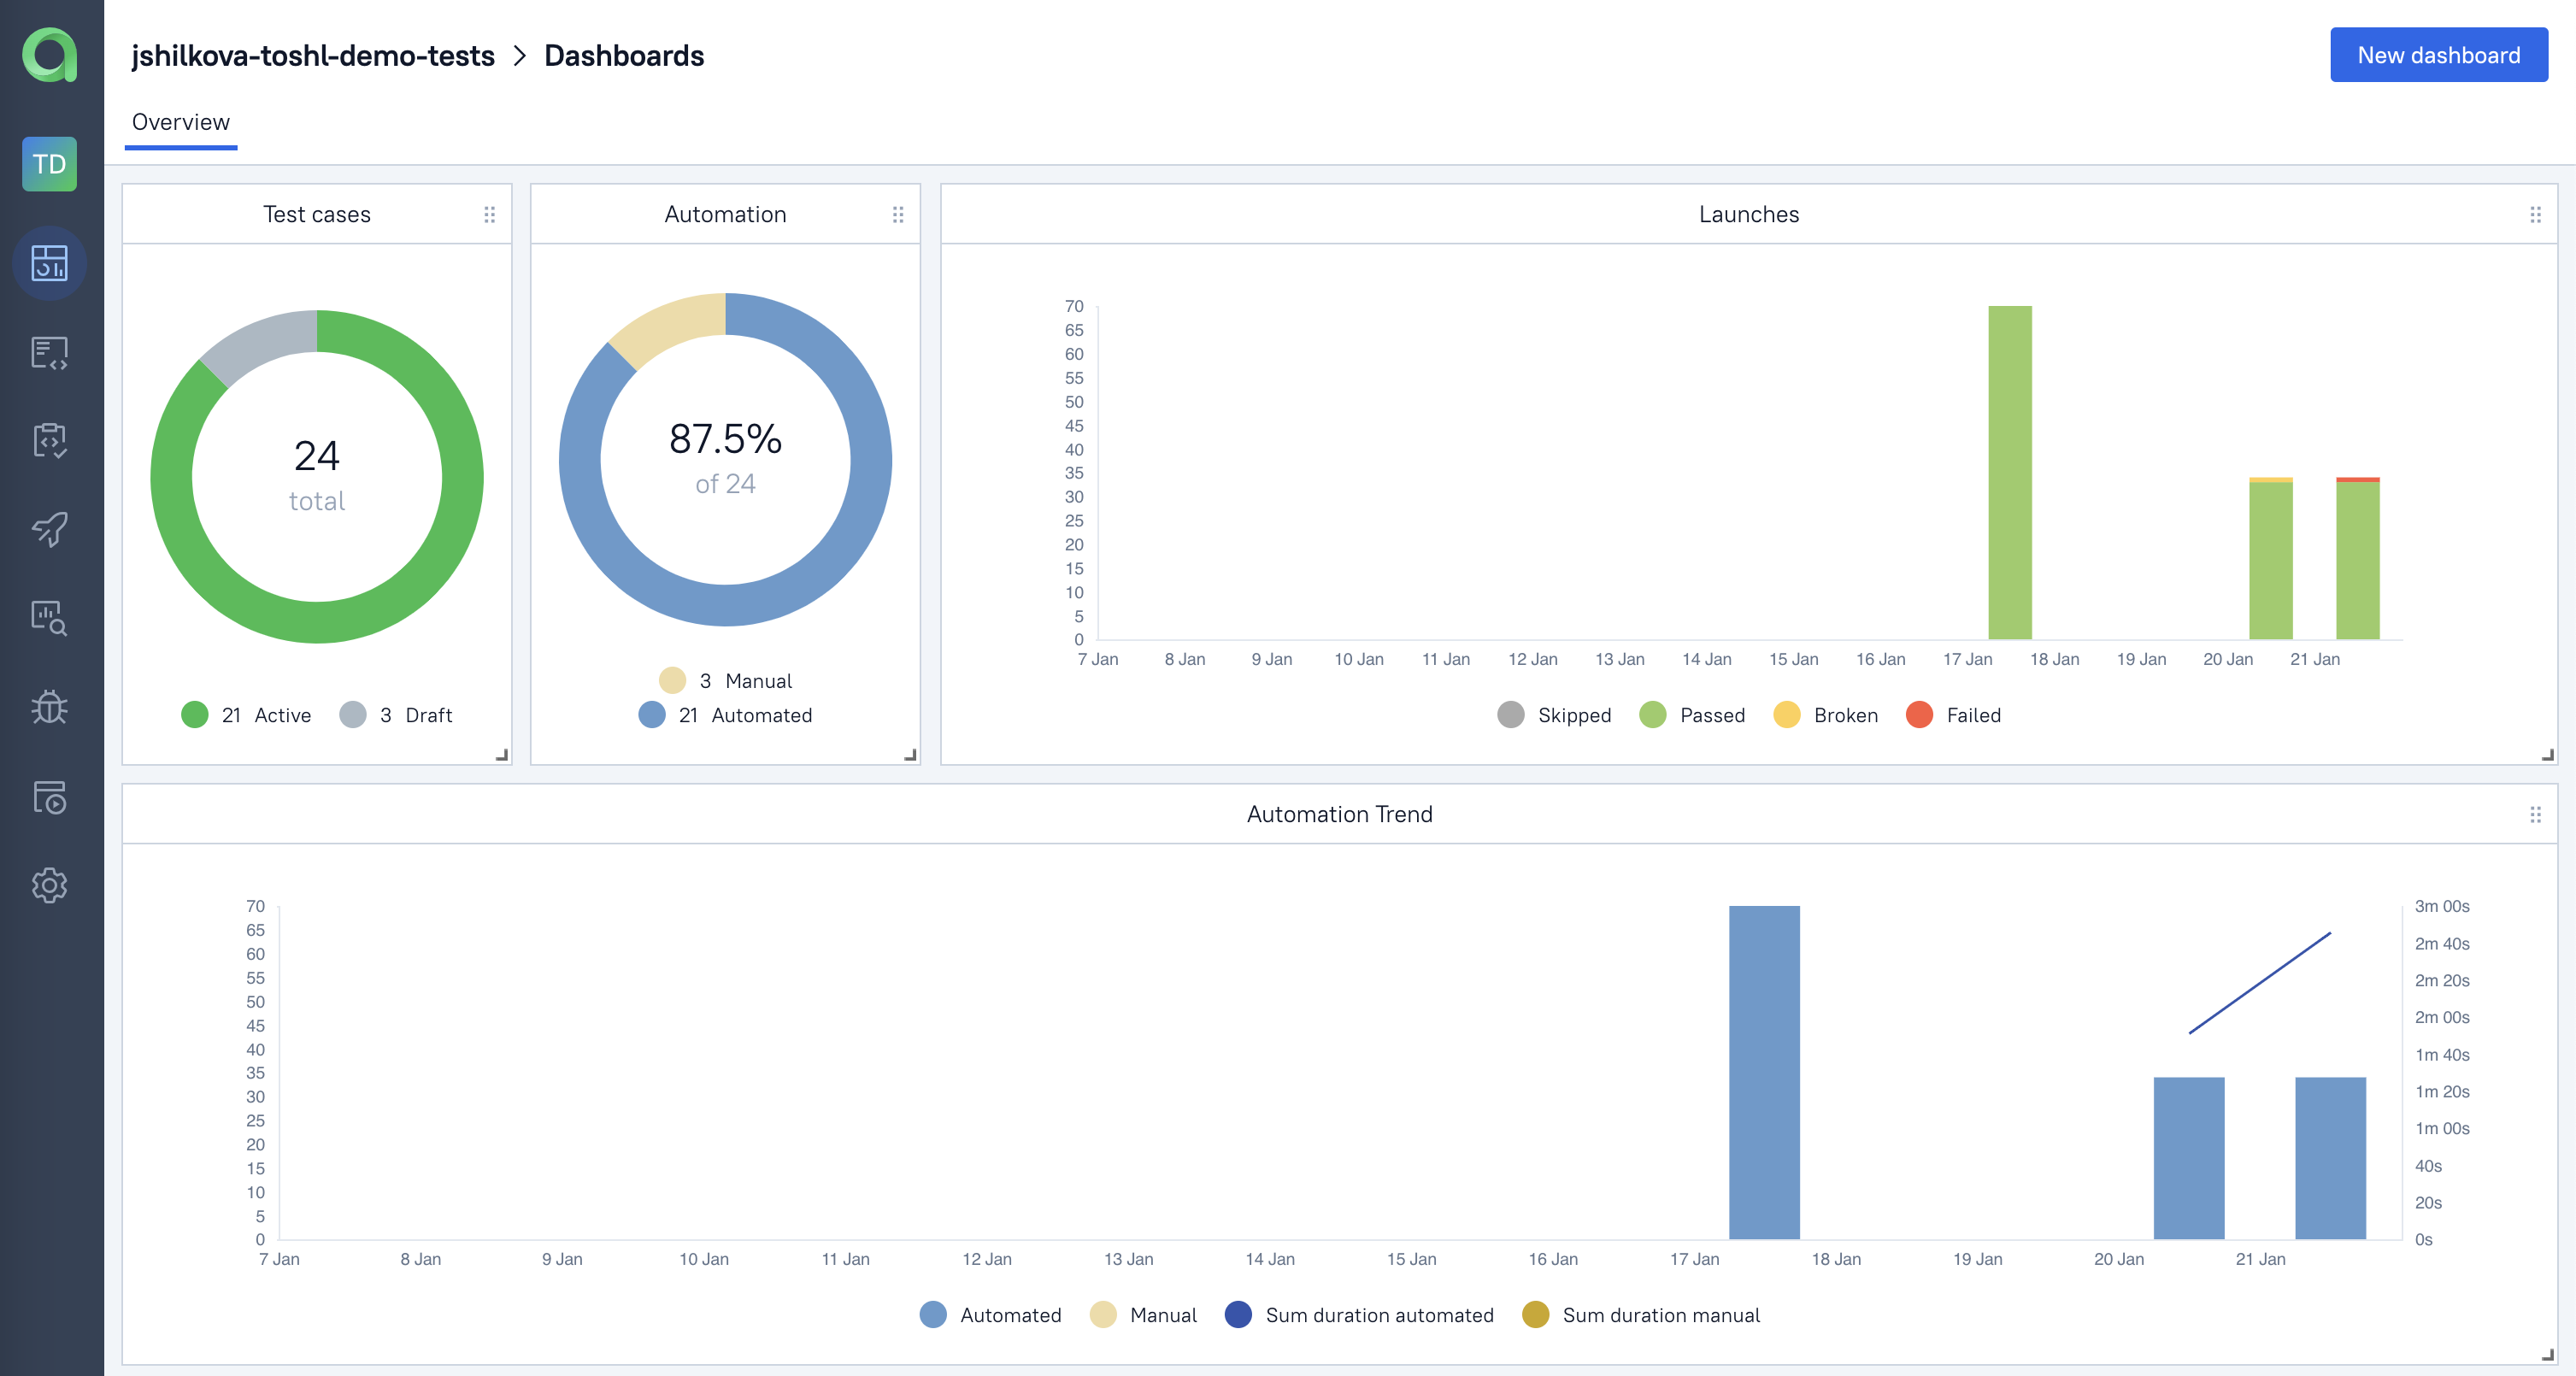 jshilkova-toshl-demo-tests > Dashboards
New dashboard
TD
Overview
Test cases
24
total
21 Active 3 Draft
Automation
87.5%
of 24
3 Manual
21 Automated
Launches
70
65
60
55
50
45
40
35
30
25
20
15
10
5
0
7 Jan 8 Jan 9 Jan 10 Jan 11 Jan 12 Jan 13 Jan 14 Jan 15 Jan 16 Jan 17 Jan 18 Jan 19 Jan 20 Jan 21 Jan
Skipped Passed Broken Failed
Automation Trend
70
65
60
55
50
45
40
35
30
25
20
15
10
5
0
3m 00s
2m 40s
2m 20s
2m 00s
1m 40s
1m 20s
1m 00s
40s
20s
0s
7 Jan 8 Jan 9 Jan 10 Jan 11 Jan 12 Jan 13 Jan 14 Jan 15 Jan 16 Jan 17 Jan 18 Jan 19 Jan 20 Jan 21 Jan
Automated Manual Sum duration automated Sum duration manual